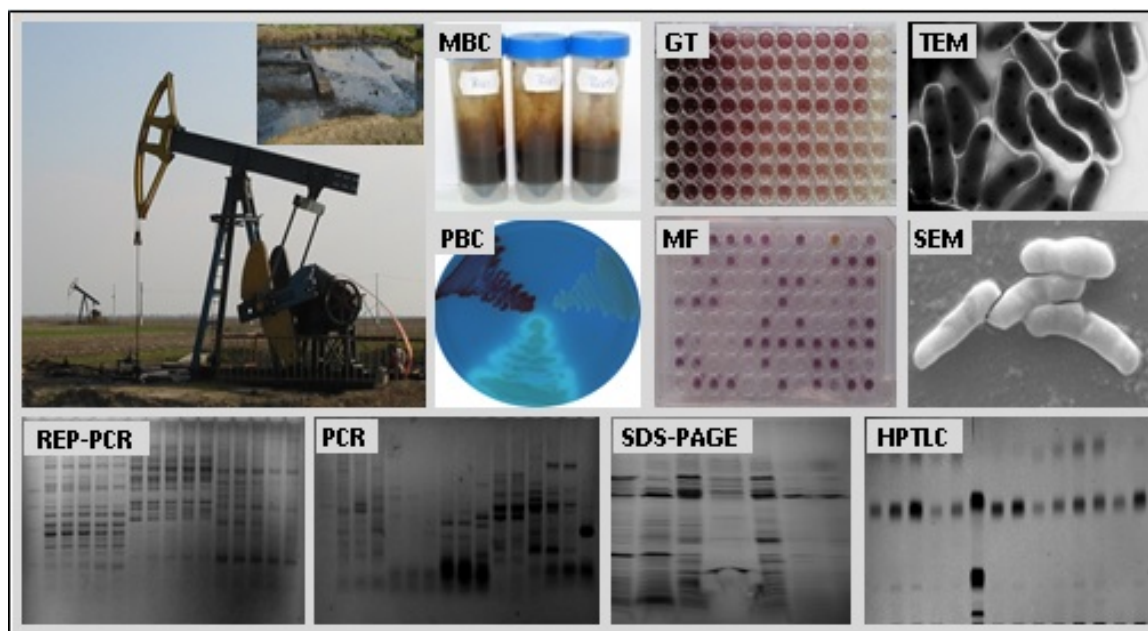 MBC
GT
TEM
PBC
MF
SEM
REP-PCR
PCR
SDS-PAGE
HPTLC